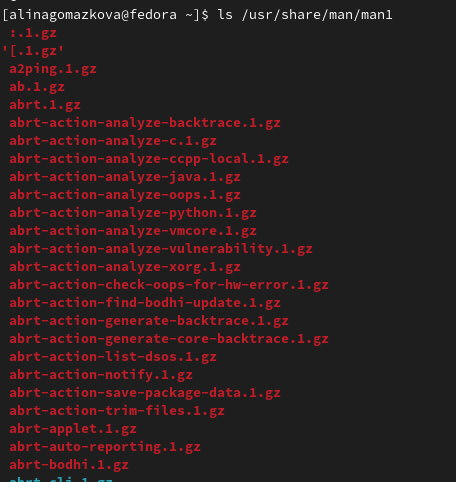 [alinagomazkova@fedora ~]$ ls /usr/share/man/man1
:.1.gz
'[.1.gz'
a2ping.1.gz
ab.1.gz
abrt.1.gz
abrt-action-analyze-backtrace.1.gz
abrt-action-analyze-c.1.gz
abrt-action-analyze-ccpp-local.1.gz
abrt-action-analyze-java.1.gz
abrt-action-analyze-oops.1.gz
abrt-action-analyze-python.1.gz
abrt-action-analyze-vmcore.1.gz
abrt-action-analyze-vulnerability.1.gz
abrt-action-analyze-xorg.1.gz
abrt-action-check-oops-for-hw-error.1.gz
abrt-action-find-bodhi-update.1.gz
abrt-action-generate-backtrace.1.gz
abrt-action-generate-core-backtrace.1.gz
abrt-action-list-dsos.1.gz
abrt-action-notify.1.gz
abrt-action-save-package-data.1.gz
abrt-action-trim-files.1.gz
abrt-applet.1.gz
abrt-auto-reporting.1.gz
abrt-bodhi.1.gz